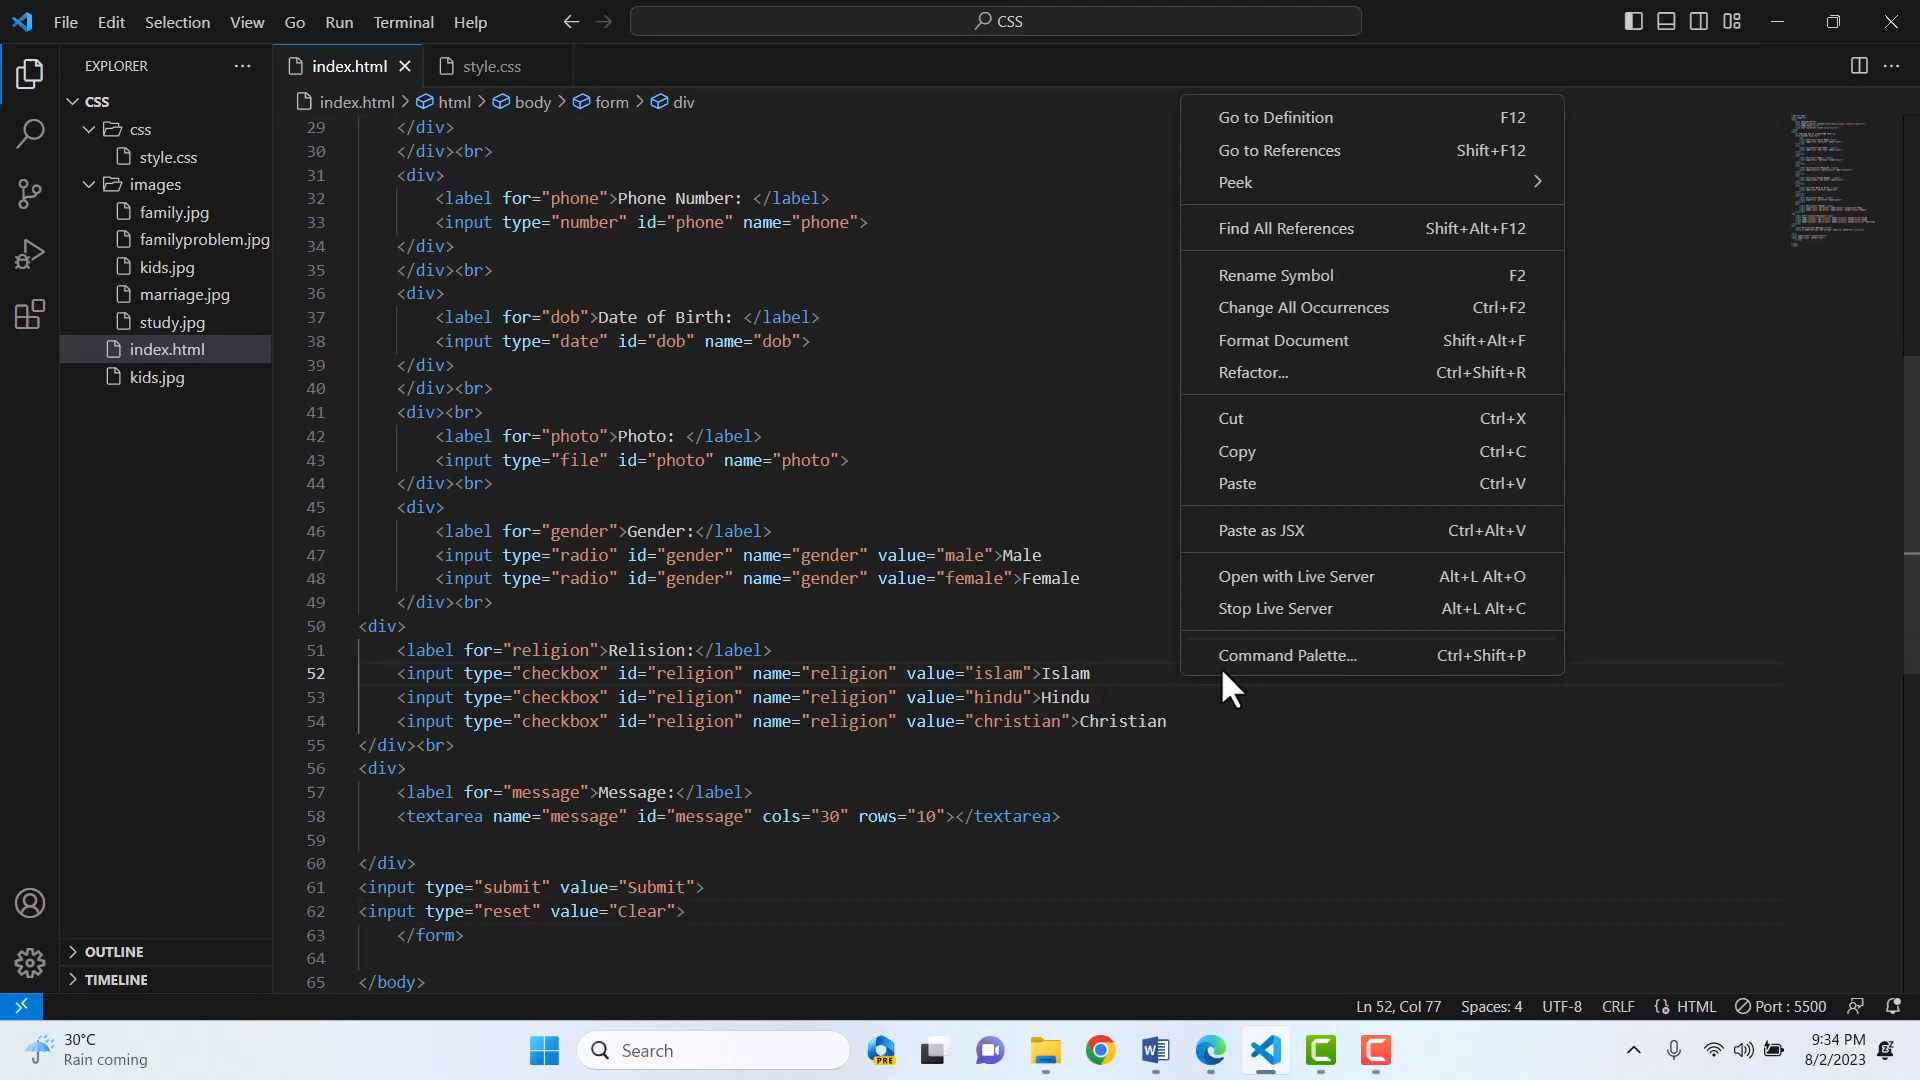 File Edit Selection View Go Run Terminal Help
CSS
EXPLORER
index.html
style.css
CSS
css
style.css
images
family.jpg
familyproblem.jpg
kids.jpg
marriage.jpg
study.jpg
index.html
kids.jpg
OUTLINE
TIMELINE
index.html > html > body > form > div
29 </div>
30 </div><br>
31 <div>
32 <label for="phone">Phone Number: </label>
33 <input type="number" id="phone" name="phone">
34 </div>
35 </div><br>
36 <div>
37 <label for="dob">Date of Birth: </label>
38 <input type="date" id="dob" name="dob">
39 </div>
40 </div><br>
41 <div><br>
42 <label for="photo">Photo: </label>
43 <input type="file" id="photo" name="photo">
44 </div><br>
45 <div>
46 <label for="gender">Gender:</label>
47 <input type="radio" id="gender" name="gender" value="male">Male
48 <input type="radio" id="gender" name="gender" value="female">Female
49 </div><br>
50 <div>
51 <label for="religion">Relision:</label>
52 <input type="checkbox" id="religion" name="religion" value="islam">Islam
53 <input type="checkbox" id="religion" name="religion" value="hindu">Hindu
54 <input type="checkbox" id="religion" name="religion" value="christian">Christian
55 </div><br>
56 <div>
57 <label for="message">Message:</label>
58 <textarea name="message" id="message" cols="30" rows="10"></textarea>
59
60 </div>
61 <input type="submit" value="Submit">
62 <input type="reset" value="Clear">
63 </form>
64
65 </body>
Go to Definition F12
Go to References Shift+F12
Peek
Find All References Shift+Alt+F12
Rename Symbol F2
Change All Occurrences Ctrl+F2
Format Document Shift+Alt+F
Refactor... Ctrl+Shift+R
Cut Ctrl+X
Copy Ctrl+C
Paste Ctrl+V
Paste as JSX Ctrl+Alt+V
Open with Live Server Alt+L Alt+O
Stop Live Server Alt+L Alt+C
Command Palette... Ctrl+Shift+P
Ln 52, Col 77 Spaces: 4 UTF-8 CRLF HTML Port : 5500
30°C
Rain coming
Search
PRE
9:34 PM
8/2/2023